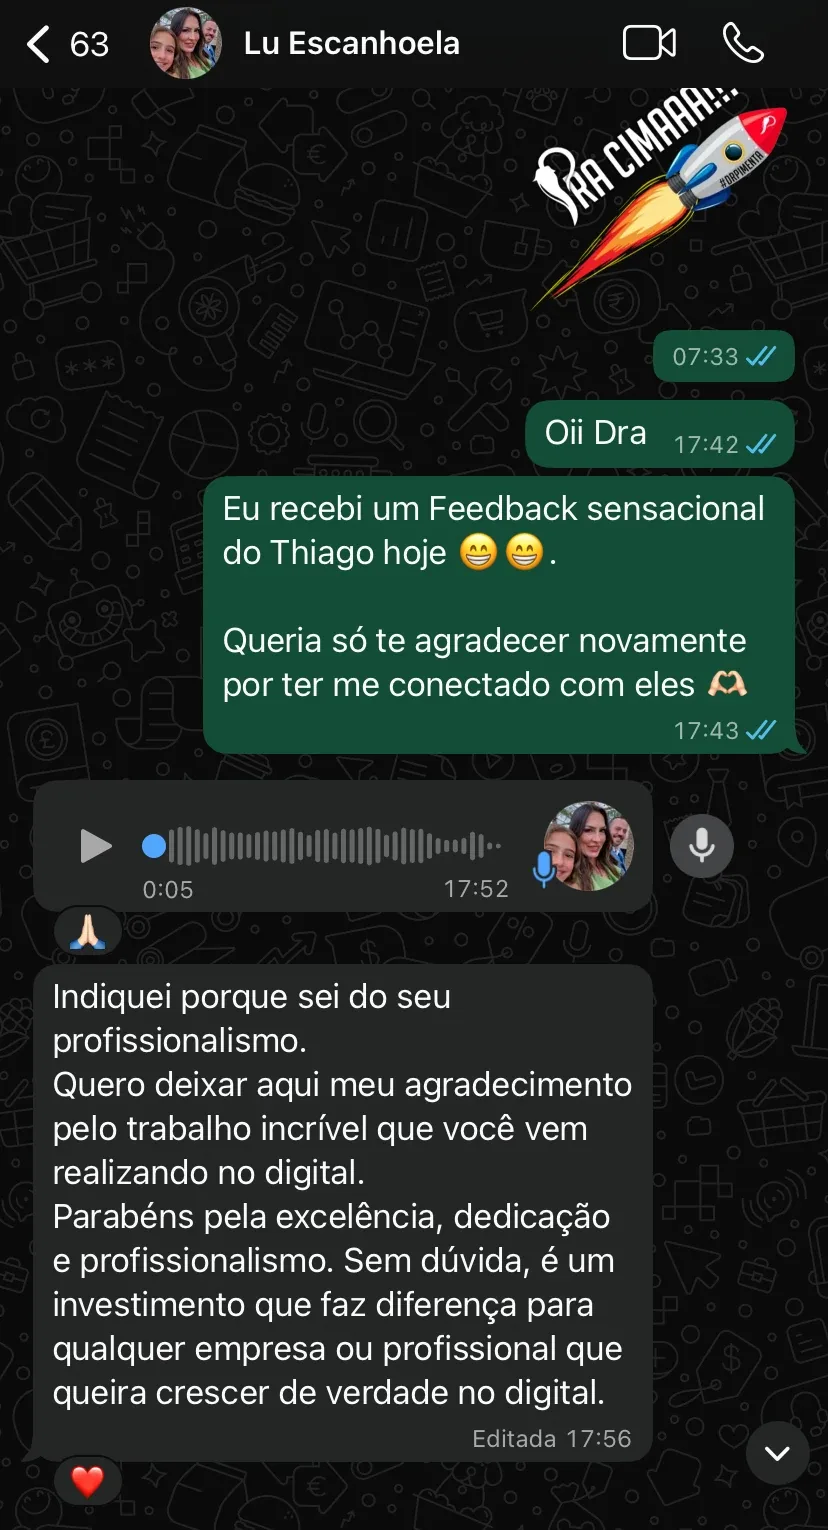 63 Lu Escanhoela
PRA CIMAAA!!!
#DRPIMENTA
07:33
Oii Dra 17:42
Eu recebi um Feedback sensacional
do Thiago hoje 😁😁.
Queria só te agradecer novamente
por ter me conectado com eles 🫶🏻
17:43
0:05 17:52
🙏🏻
Indiquei porque sei do seu
profissionalismo.
Quero deixar aqui meu agradecimento
pelo trabalho incrível que você vem
realizando no digital.
Parabéns pela excelência, dedicação
e profissionalismo. Sem dúvida, é um
investimento que faz diferença para
qualquer empresa ou profissional que
queira crescer de verdade no digital.
Editada 17:56
❤️